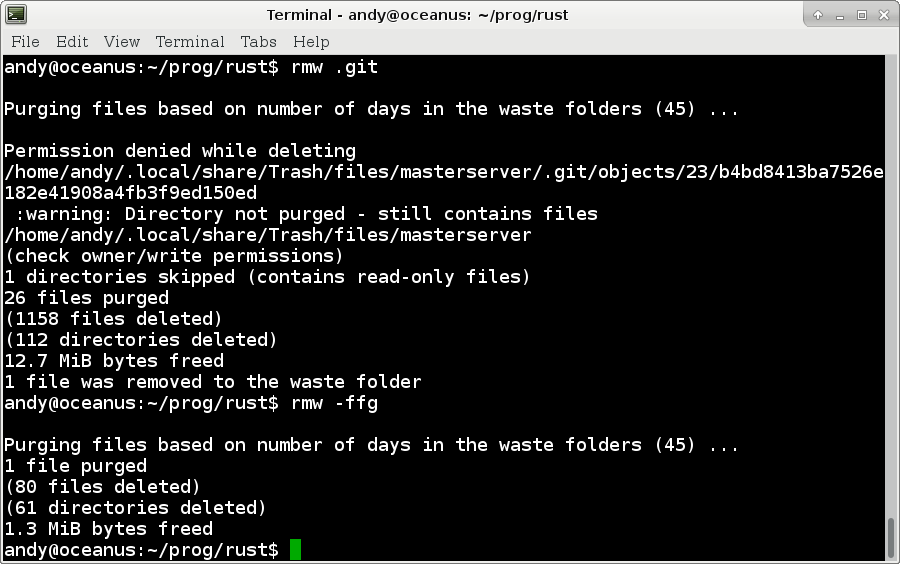 Terminal - andy@oceanus: ~/prog/rust
File Edit View Terminal Tabs Help
andy@oceanus:~/prog/rust$ rmw .git
Purging files based on number of days in the waste folders (45) ...
Permission denied while deleting
/home/andy/.local/share/Trash/files/masterserver/.git/objects/23/b4bd8413ba7526e
182e41908a4fb3f9ed150ed
 :warning: Directory not purged - still contains files
/home/andy/.local/share/Trash/files/masterserver
(check owner/write permissions)
1 directories skipped (contains read-only files)
26 files purged
(1158 files deleted)
(112 directories deleted)
12.7 MiB bytes freed
1 file was removed to the waste folder
andy@oceanus:~/prog/rust$ rmw -ffg
Purging files based on number of days in the waste folders (45) ...
1 file purged
(80 files deleted)
(61 directories deleted)
1.3 MiB bytes freed
andy@oceanus:~/prog/rust$